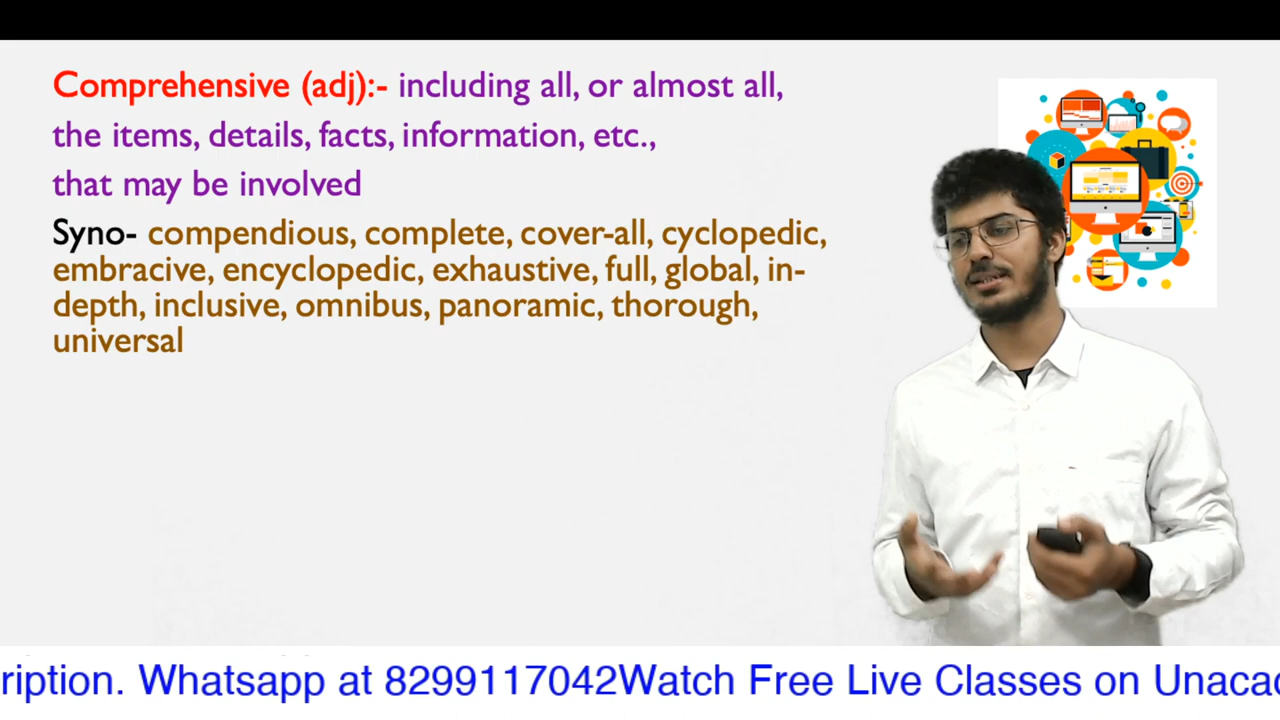 Comprehensive (adj):- including all, or almost all,
the items, details, facts, information, etc.,
that may be involved
Syno- compendious, complete, cover-all, cyclopedic,
embracive, encyclopedic, exhaustive, full, global, in-
depth, inclusive, omnibus, panoramic, thorough,
universal
ription. Whatsapp at 8299117042Watch Free Live Classes on Unaca